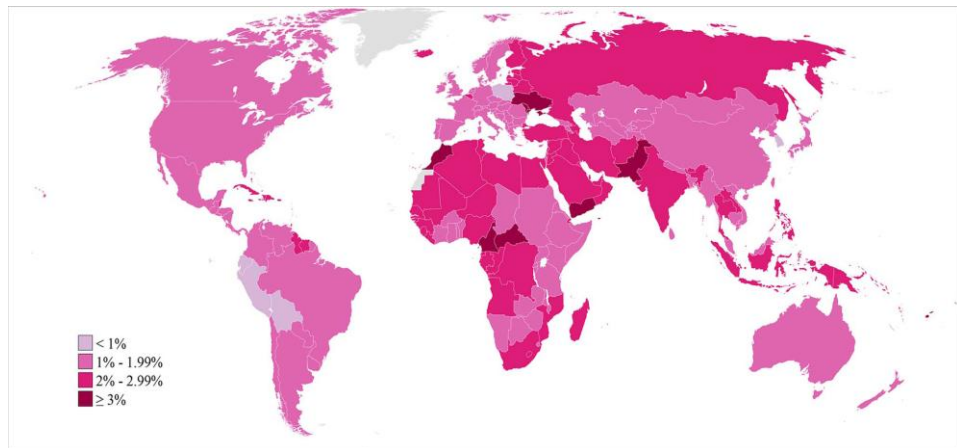 < 1%
1% - 1.99%
2% - 2.99%
≥ 3%